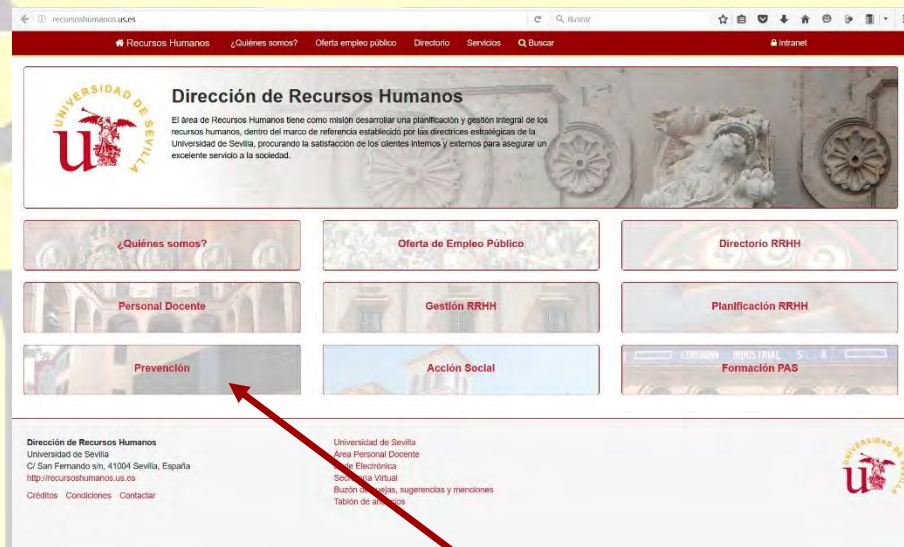 recursoshumanos.us.es
Buscar
Recursos Humanos ¿Quiénes somos? Oferta empleo público Directorio Servicios Buscar Intranet
UNIVERSIDAD DE SEVILLA
Dirección de Recursos Humanos
El área de Recursos Humanos tiene como misión desarrollar una planificación y gestión integral de los
recursos humanos, dentro del marco de referencia establecido por las directrices estratégicas de la
Universidad de Sevilla, procurando la satisfacción de los clientes internos y externos para asegurar un
excelente servicio a la sociedad.
¿Quiénes somos? Oferta de Empleo Público Directorio RRHH
Personal Docente Gestión RRHH Planificación RRHH
INDUSTRIAL S A
Prevención Acción Social Formación PAS
Dirección de Recursos Humanos
Universidad de Sevilla
C/ San Fernando s/n, 41004 Sevilla, España
http://recursoshumanos.us.es
Créditos Condiciones Contactar
Universidad de Sevilla
Área Personal Docente
Electrónica
Virtual
Buzón de quejas, sugerencias y menciones
Tablón de anuncios
UNIVERSIDAD DE SEVILLA